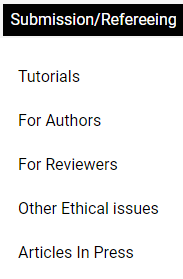 Submission/Refereeing
Tutorials
For Authors
For Reviewers
Other Ethical issues
Articles In Press